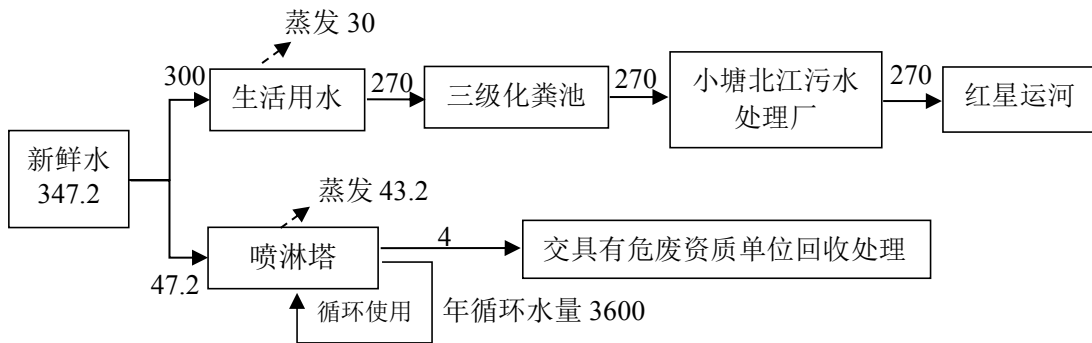 蒸发 30
300
生活用水
270
三级化粪池
270
小塘北江污水
处理厂
270
红星运河
新鲜水
347.2
蒸发 43.2
47.2
喷淋塔
4
交具有危废资质单位回收处理
循环使用
年循环水量 3600